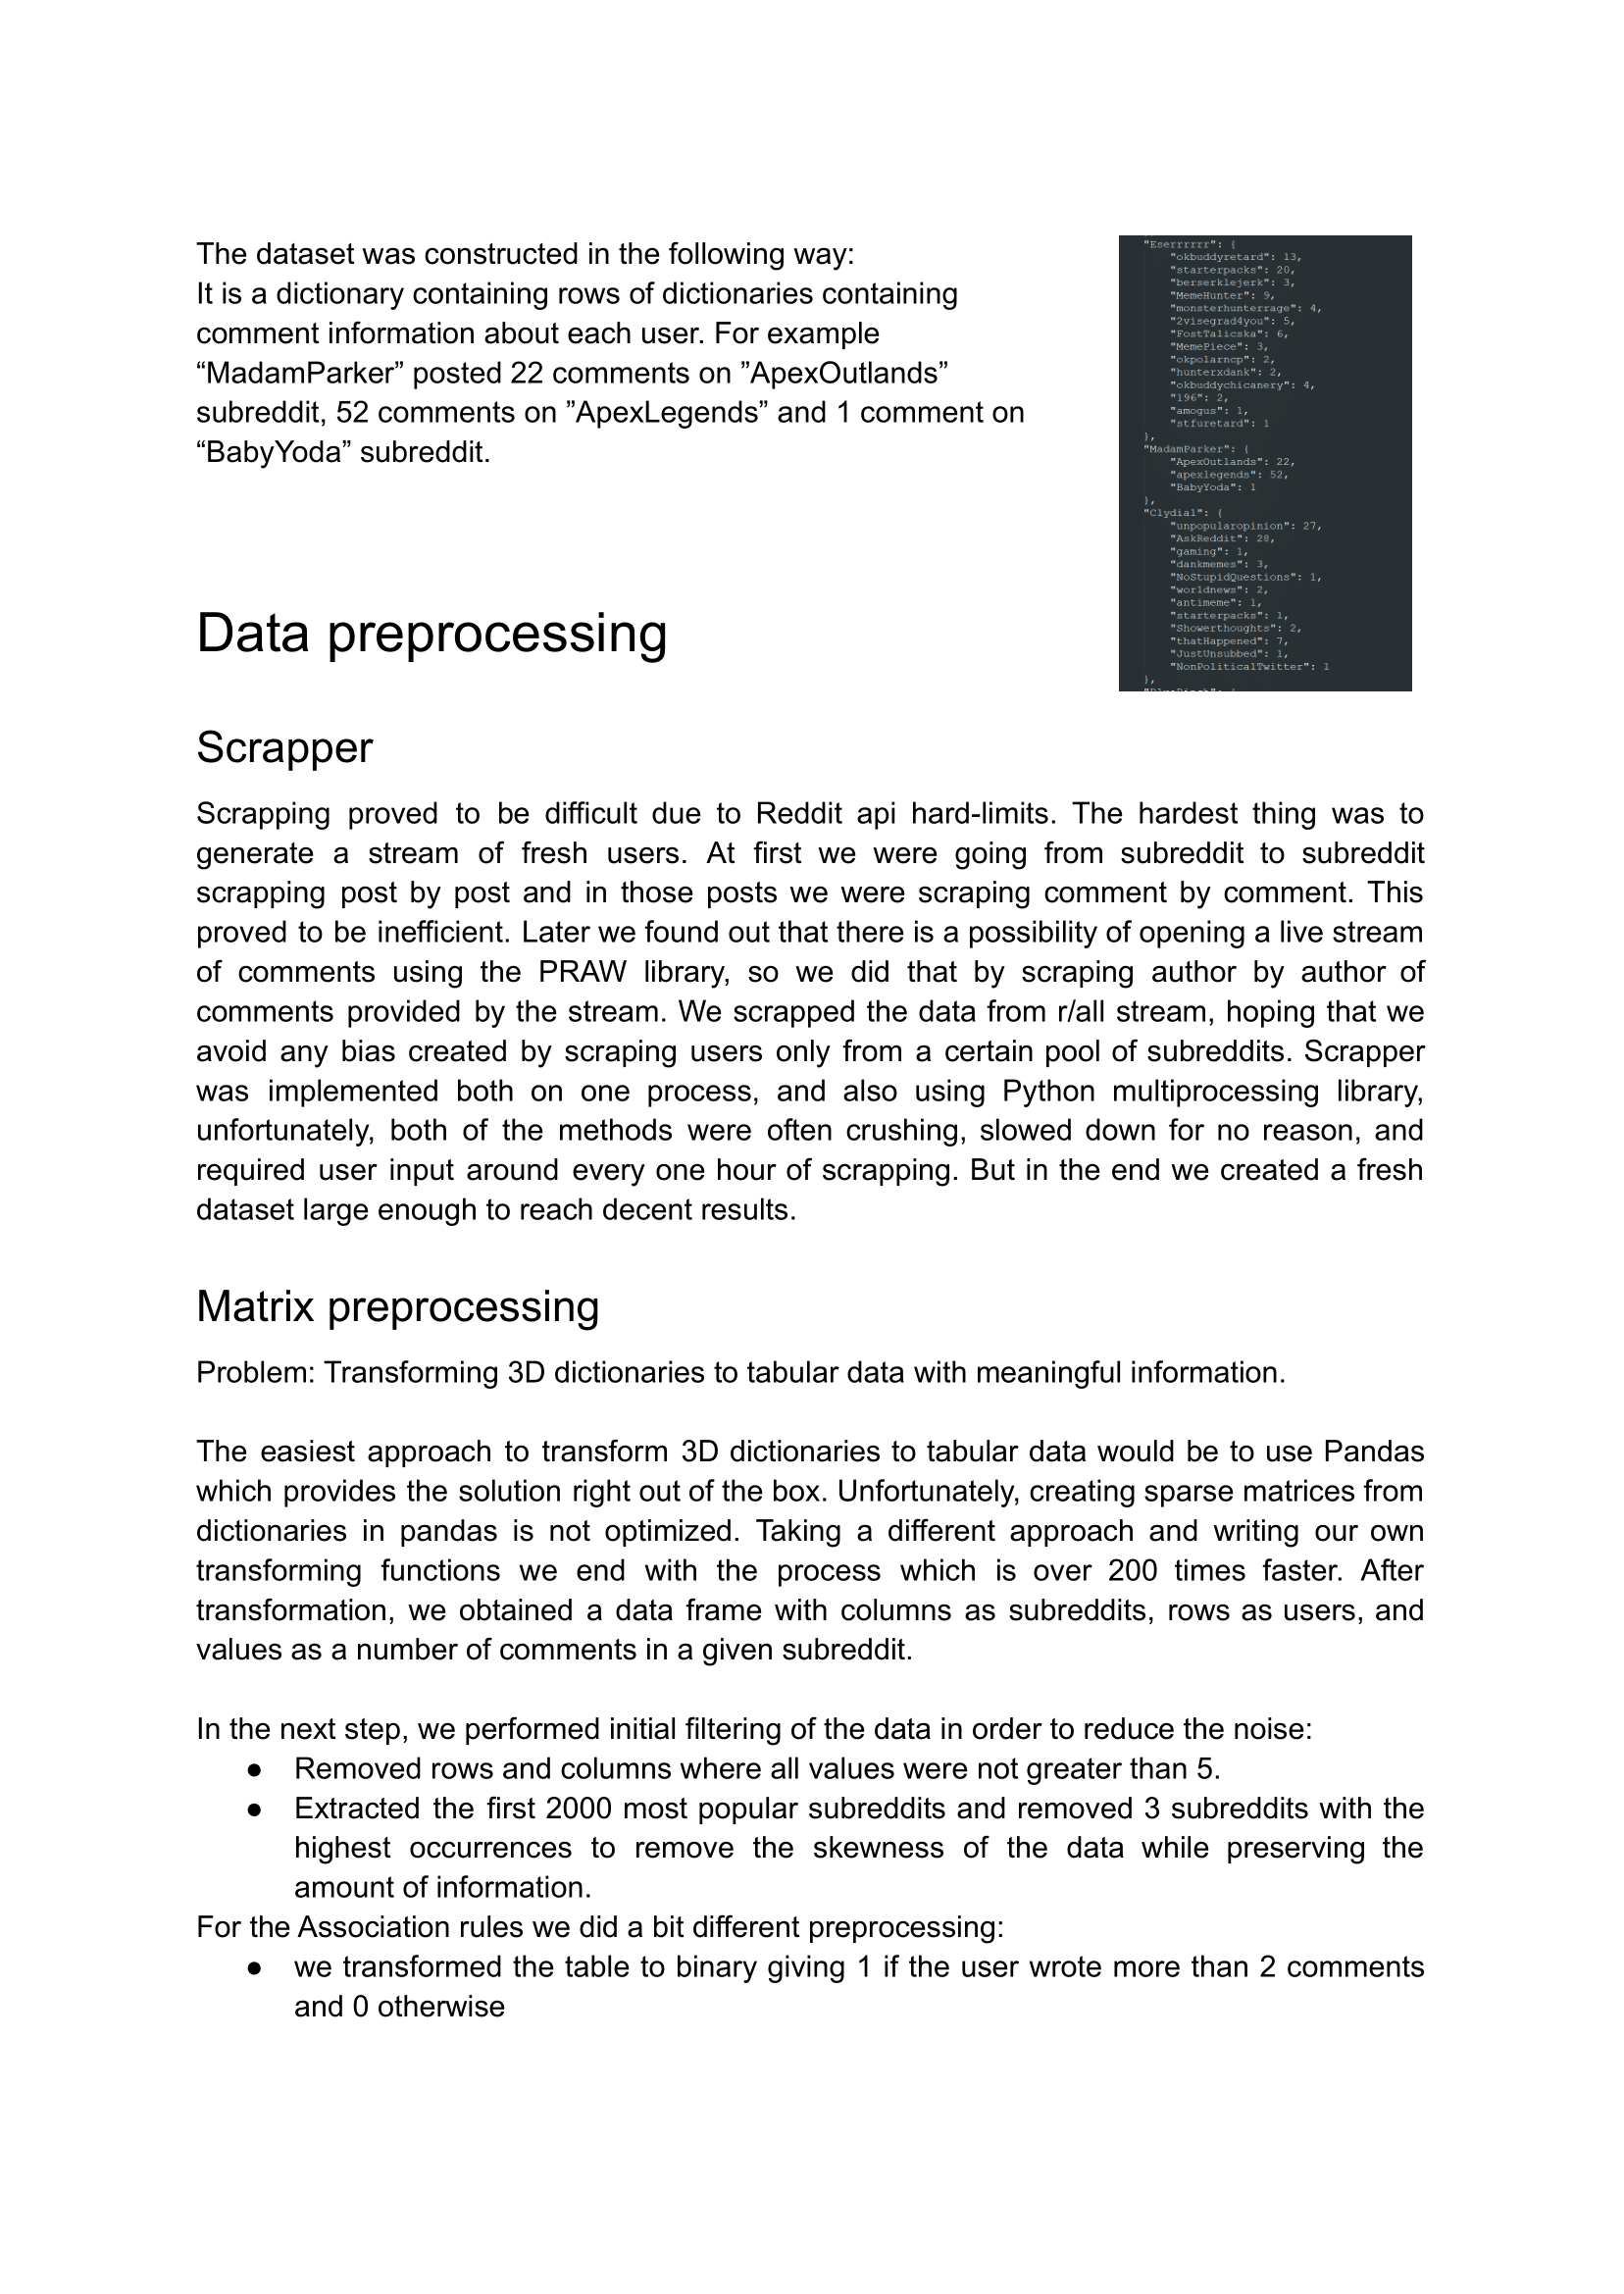 The dataset was constructed in the following way:
It is a dictionary containing rows of dictionaries containing
comment information about each user. For example
“MadamParker” posted 22 comments on ”ApexOutlands”
subreddit, 52 comments on ”ApexLegends” and 1 comment on
“BabyYoda” subreddit.
"Eserrrrrr": {
"okbuddyretard": 13,
"starterpacks": 20,
"berserklejerk": 3,
"MemeHunter": 9,
"monsterhunterrage": 4,
"2visegrad4you": 5,
"FostTalicska": 6,
"MemePiece": 3,
"okpolarncp": 2,
"hunterxdank": 2,
"okbuddychicanery": 4,
"196": 2,
"amogus": 1,
"stfuretard": 1
},
"MadamParker": {
"ApexOutlands": 22,
"apexlegends": 52,
"BabyYoda": 1
},
"Clydial": {
"unpopularopinion": 27,
"AskReddit": 28,
"gaming": 1,
"dankmemes": 3,
"NoStupidQuestions": 1,
"worldnews": 2,
"antimeme": 1,
"starterpacks": 1,
"Showerthoughts": 2,
"thatHappened": 7,
"JustUnsubbed": 1,
"NonPoliticalTwitter": 1
},
Data preprocessing
Scrapper
Scrapping proved to be difficult due to Reddit api hard-limits. The hardest thing was to
generate a stream of fresh users. At first we were going from subreddit to subreddit
scrapping post by post and in those posts we were scraping comment by comment. This
proved to be inefficient. Later we found out that there is a possibility of opening a live stream
of comments using the PRAW library, so we did that by scraping author by author of
comments provided by the stream. We scrapped the data from r/all stream, hoping that we
avoid any bias created by scraping users only from a certain pool of subreddits. Scrapper
was implemented both on one process, and also using Python multiprocessing library,
unfortunately, both of the methods were often crushing, slowed down for no reason, and
required user input around every one hour of scrapping. But in the end we created a fresh
dataset large enough to reach decent results.
Matrix preprocessing
Problem: Transforming 3D dictionaries to tabular data with meaningful information.
The easiest approach to transform 3D dictionaries to tabular data would be to use Pandas
which provides the solution right out of the box. Unfortunately, creating sparse matrices from
dictionaries in pandas is not optimized. Taking a different approach and writing our own
transforming functions we end with the process which is over 200 times faster. After
transformation, we obtained a data frame with columns as subreddits, rows as users, and
values as a number of comments in a given subreddit.
In the next step, we performed initial filtering of the data in order to reduce the noise:
● Removed rows and columns where all values were not greater than 5.
● Extracted the first 2000 most popular subreddits and removed 3 subreddits with the
highest occurrences to remove the skewness of the data while preserving the
amount of information.
For the Association rules we did a bit different preprocessing:
● we transformed the table to binary giving 1 if the user wrote more than 2 comments
and 0 otherwise